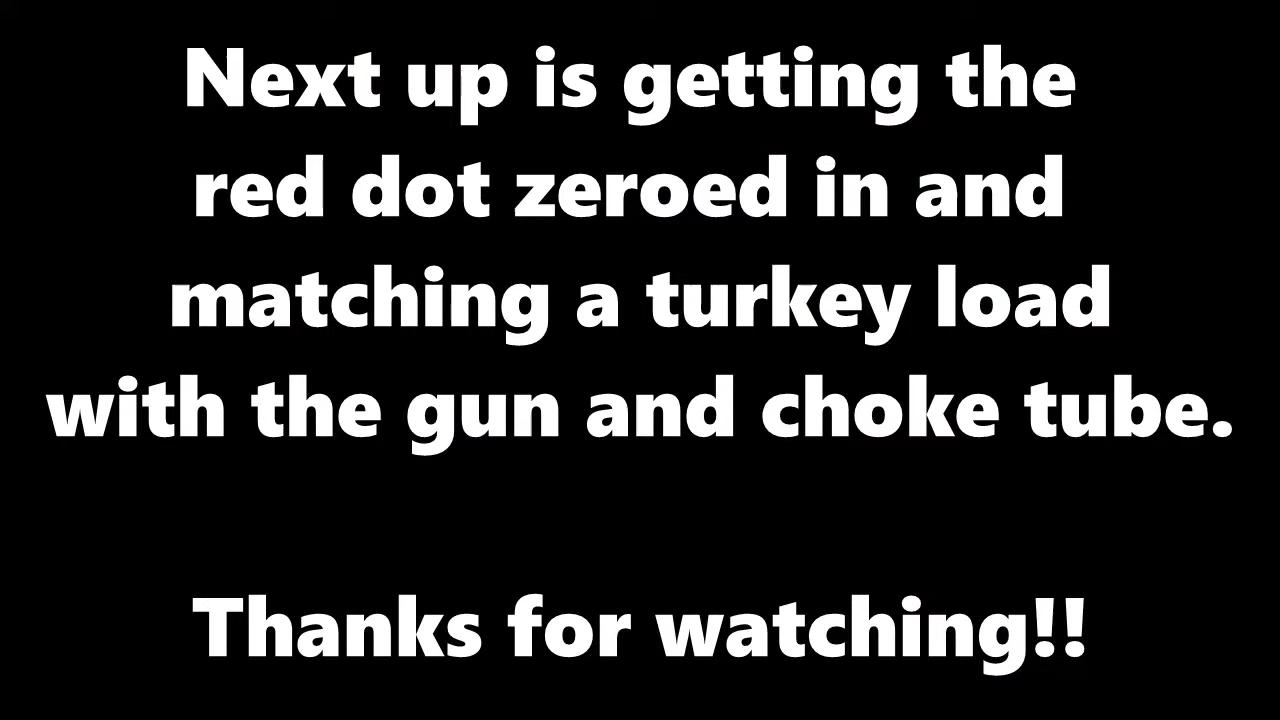 Next up is getting the
red dot zeroed in and
matching a turkey load
with the gun and choke tube.
Thanks for watching!!